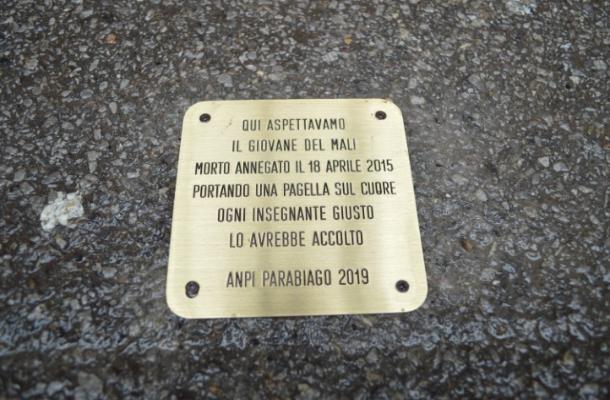 QUI ASPETTAVAMO
IL GIOVANE DEL MALI
MORTO ANNEGATO IL 18 APRILE 2015
PORTANDO UNA PAGELLA SUL CUORE
OGNI INSEGNANTE GIUSTO
LO AVREBBE ACCOLTO
ANPI PARABIAGO 2019